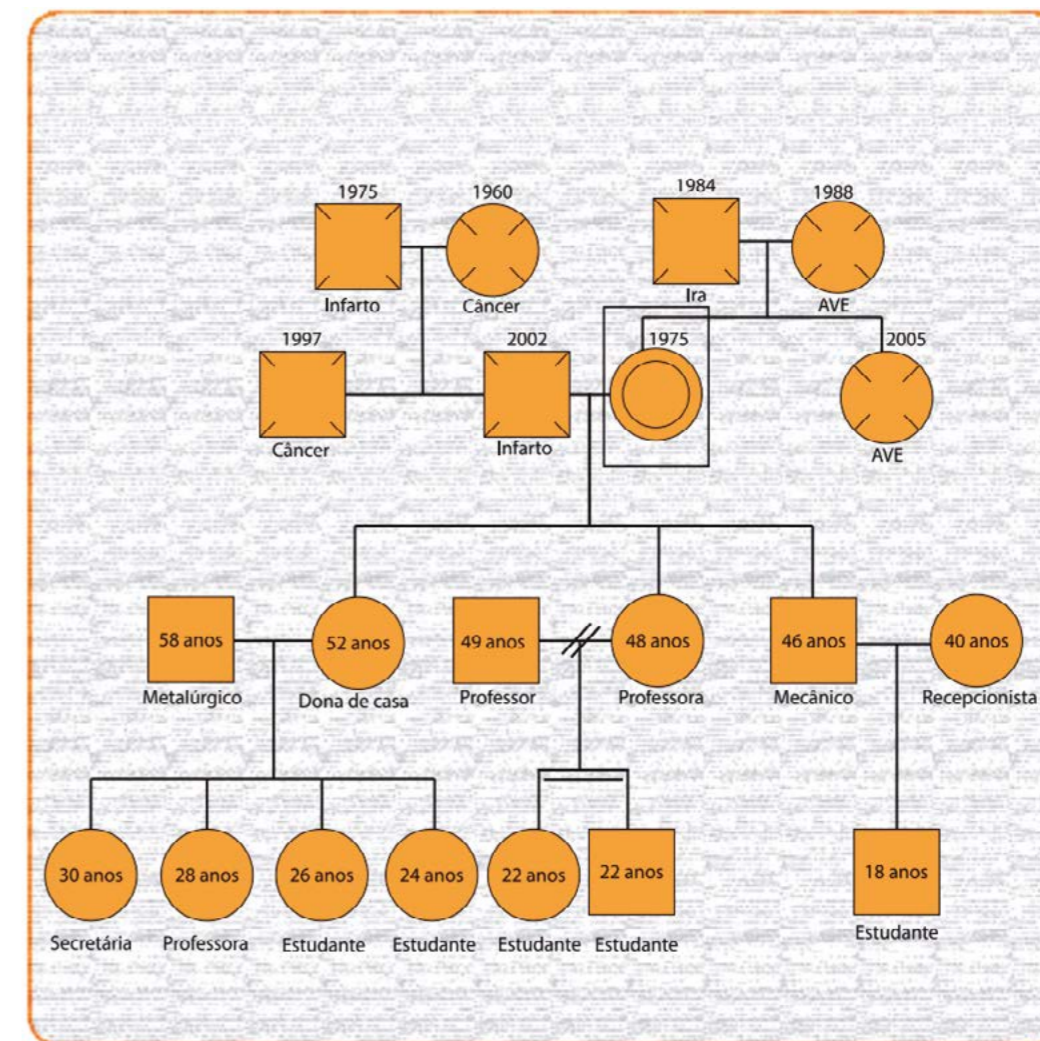 1975
1960
1984
1988
Infarto
Câncer
Ira
AVE
1997
2002
1975
2005
Câncer
Infarto
AVE
58 anos
52 anos
49 anos
48 anos
46 anos
40 anos
Metalúrgico
Dona de casa
Professor
Professora
Mecânico
Recepcionista
30 anos
28 anos
26 anos
24 anos
22 anos
22 anos
18 anos
Secretária
Professora
Estudante
Estudante
Estudante
Estudante
Estudante